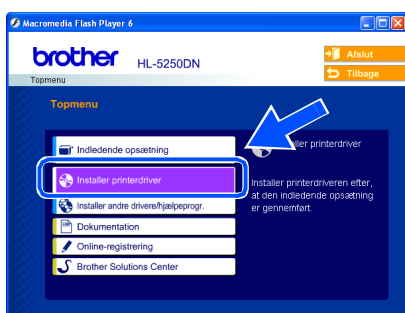 Macromedia Flash Player 6
brother HL-5250DN
Afslut
Tilbage
Topmenu
Topmenu
Indledende opsætning
Installer printerdriver
Installer andre drivere/hjælpeprogr.
Dokumentation
Online-registrering
Brother Solutions Center
printerdriver
Installer printerdriveren efter,
at den indledende opsætning
er gennemført.